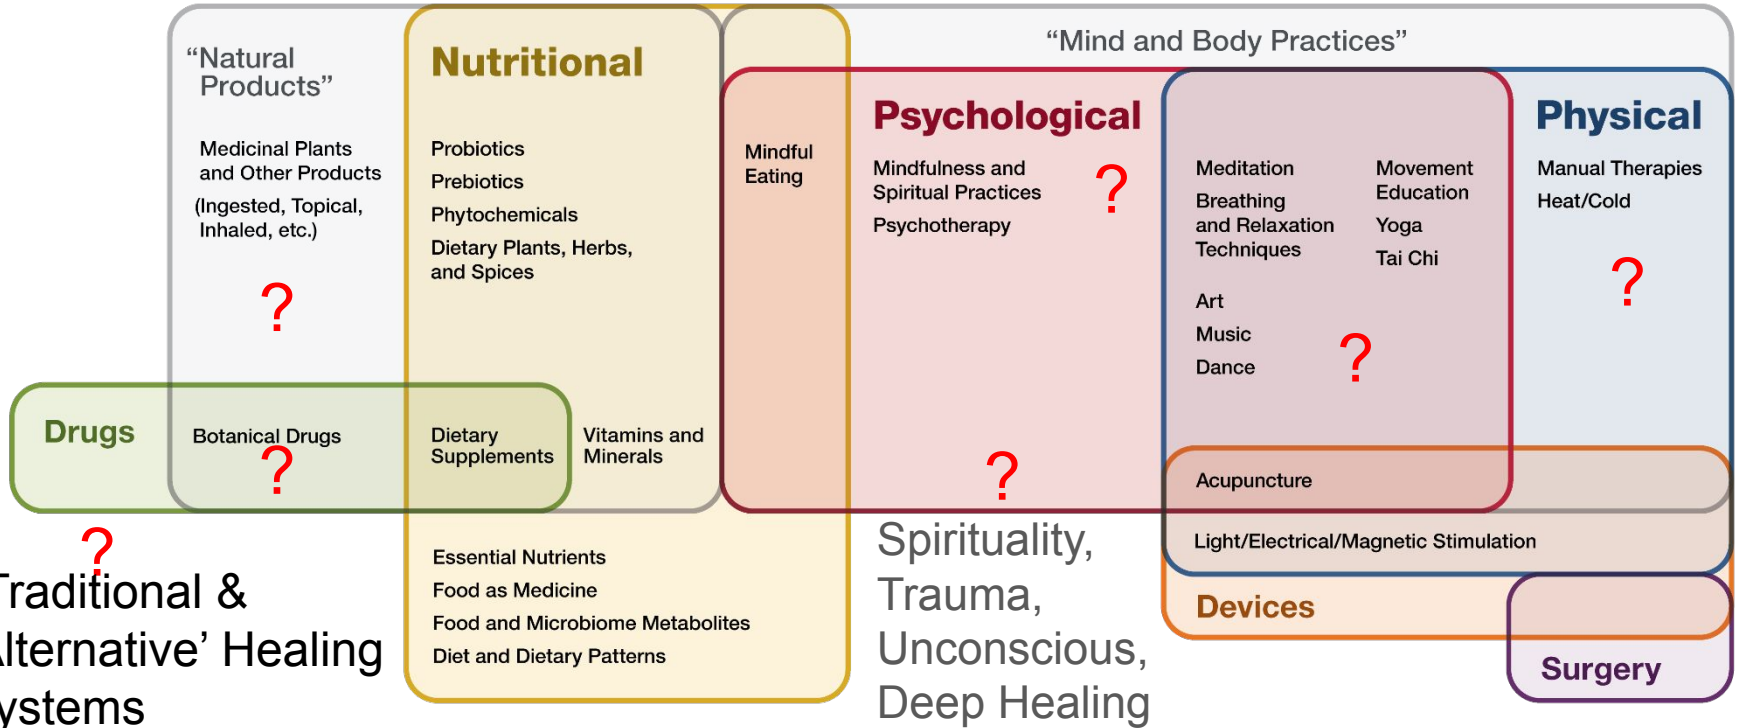 “Natural
Products”
Medicinal Plants
and Other Products
(Ingested, Topical,
Inhaled, etc.)
?
Nutritional
Probiotics
Prebiotics
Phytochemicals
Dietary Plants, Herbs,
and Spices
Mindful
Eating
“Mind and Body Practices”
Psychological
Mindfulness and
Spiritual Practices
Psychotherapy
?
?
Meditation
Breathing
and Relaxation
Techniques
Art
Music
Dance
Movement
Education
Yoga
Tai Chi
?
Physical
Manual Therapies
Heat/Cold
?
Drugs
Botanical Drugs
?
Dietary
Supplements
Vitamins and
Minerals
Acupuncture
Light/Electrical/Magnetic Stimulation
Devices
Surgery
Essential Nutrients
Food as Medicine
Food and Microbiome Metabolites
Diet and Dietary Patterns
?
Traditional &
Alternative’ Healing
ystems
Spirituality,
Trauma,
Unconscious,
Deep Healing